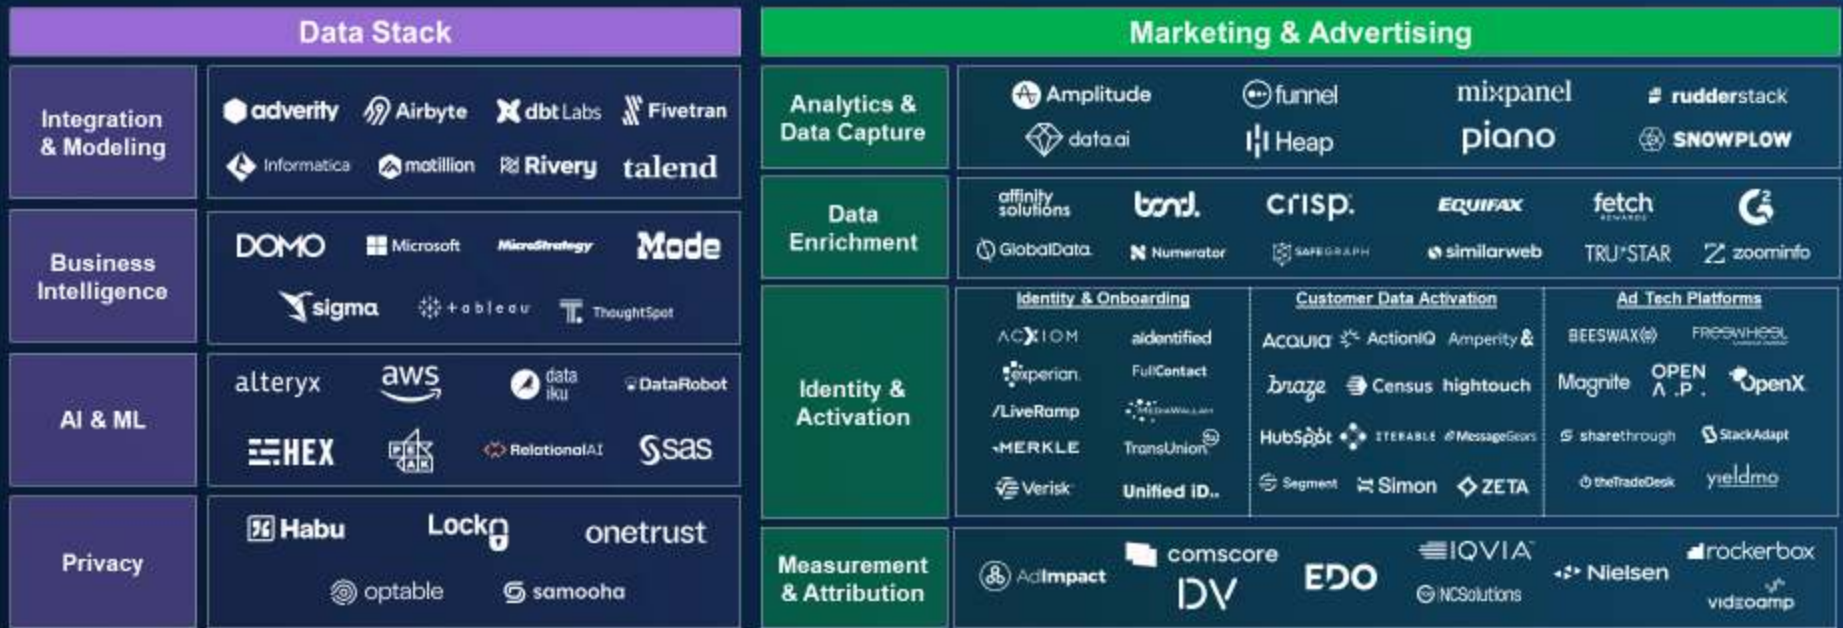 Data Stack
Integration
& Modeling
adverity Airbyte dbt Labs Fivetran
Informatica matillion Rivery talend
Business
Intelligence
DOMO Microsoft MicroStrategy Mode
sigma +ableau ThoughtSpot
AI & ML
alteryx aws data
iku DataRobot
HEX PEAK RelationalAI sas
Privacy
Habu Lock onetrust
optable samooha
Marketing & Advertising
Analytics &
Data Capture
Amplitude funnel mixpanel rudderstack
data.ai Heap piano SNOWPLOW
Data
Enrichment
affinity
solutions bond. crisp. EQUIFAX fetch
REWARDS G2
GlobalData. Numerator SAFEGRAPH similarweb TRU*STAR zoominfo
Identity &
Activation
Identity & Onboarding
ACXIOM aidentified
experian. FullContact
/LiveRamp MEDIAWALLAH
MERKLE TransUnion
Verisk Unified iD..
Customer Data Activation
ACQUIA ActionIQ Amperity &
braze Census hightouch
HubSpot ITERABLE MessageGears
Segment Simon ZETA
Ad Tech Platforms
BEESWAX FREEWHEEL
Magnite OPEN
A.P. OpenX
sharethrough StackAdapt
theTradeDesk yieldmo
Measurement
& Attribution
AdImpact comscore
DV EDO IQVIA
NCSolutions Nielsen rockerbox
videoamp